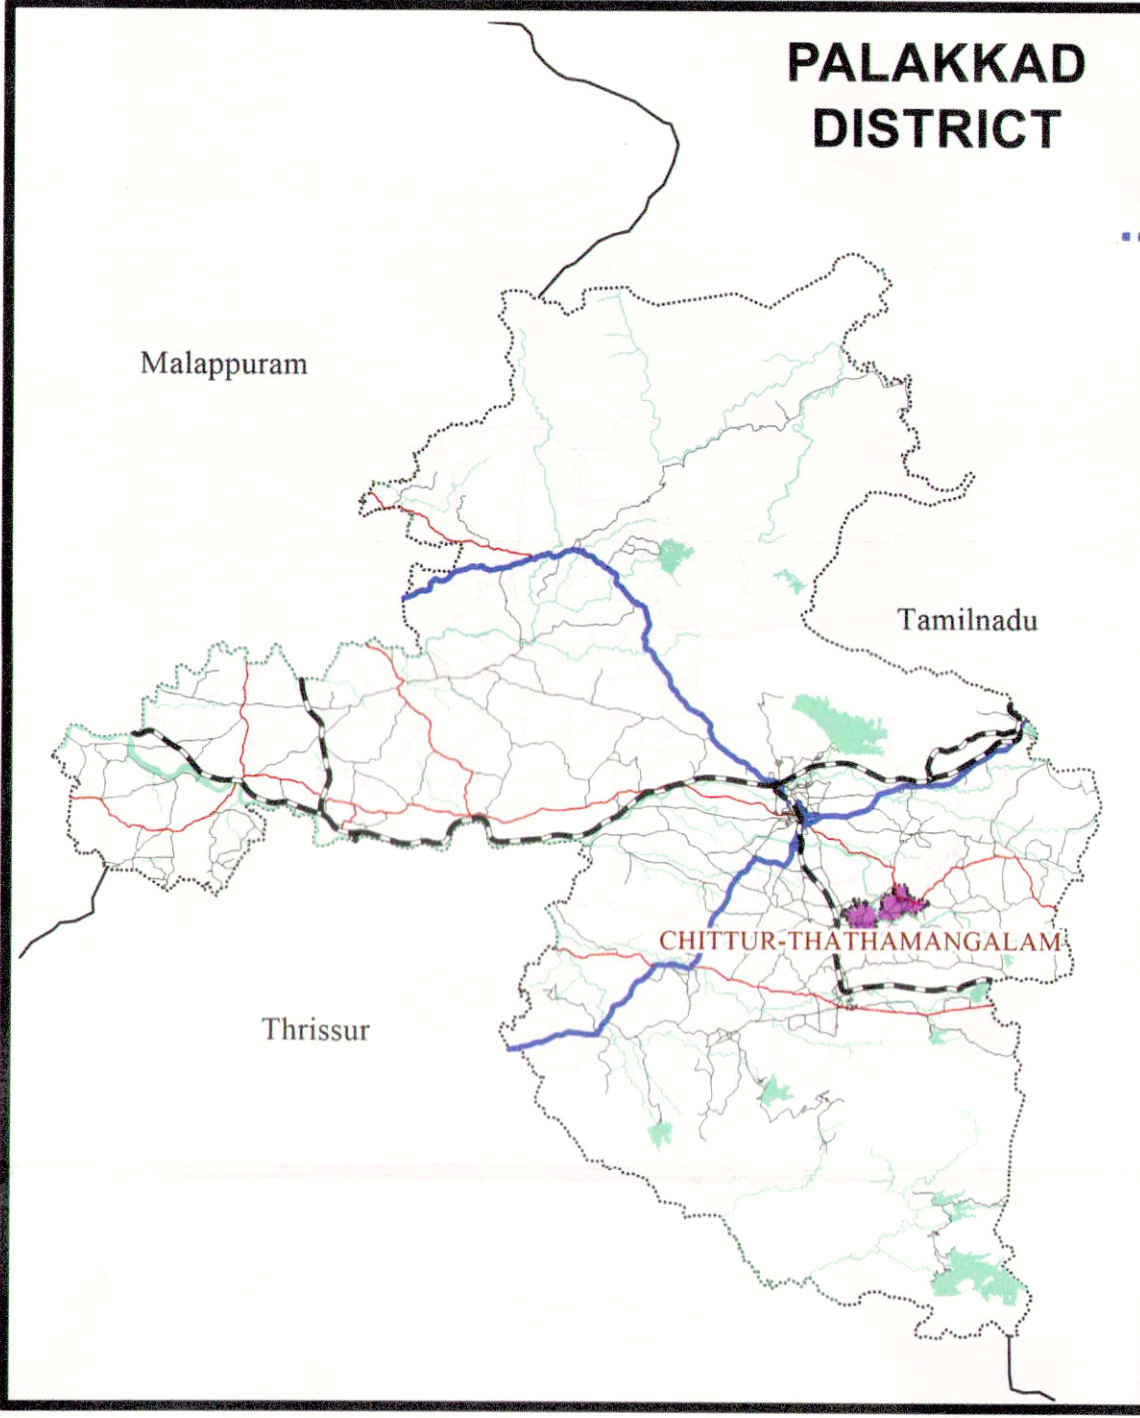 PALAKKAD
DISTRICT
Malappuram
Tamilnadu
CHITTUR-THATHAMANGALAM
Thrissur